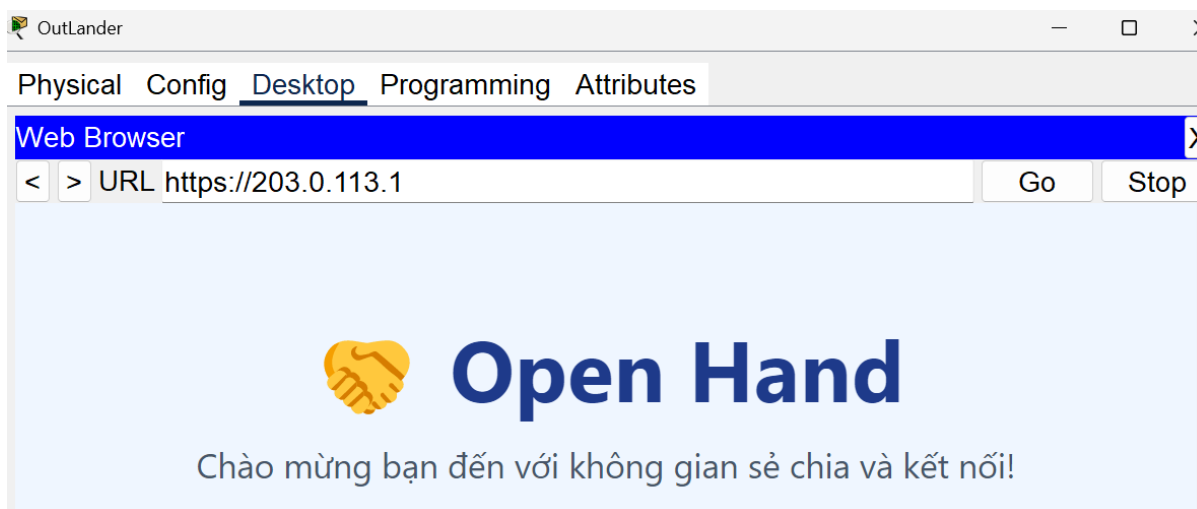 OutLander
Physical Config Desktop Programming Attributes
Web Browser
X
< > URL https://203.0.113.1 Go Stop
Open Hand
Chào mừng bạn đến với không gian sẻ chia và kết nối!